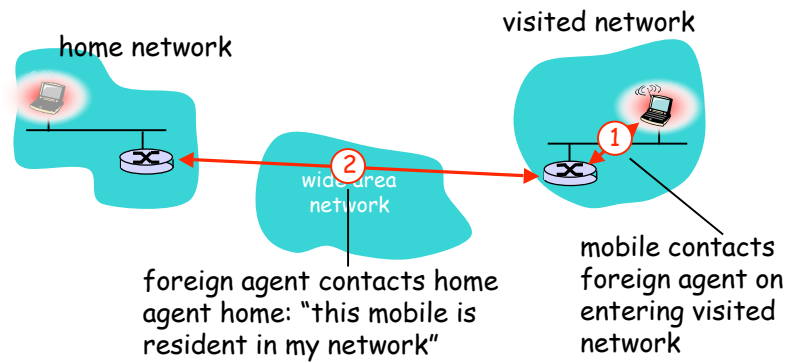 home network
visited network
1
2
wide area
network
foreign agent contacts home
agent home: “this mobile is
resident in my network”
mobile contacts
foreign agent on
entering visited
network